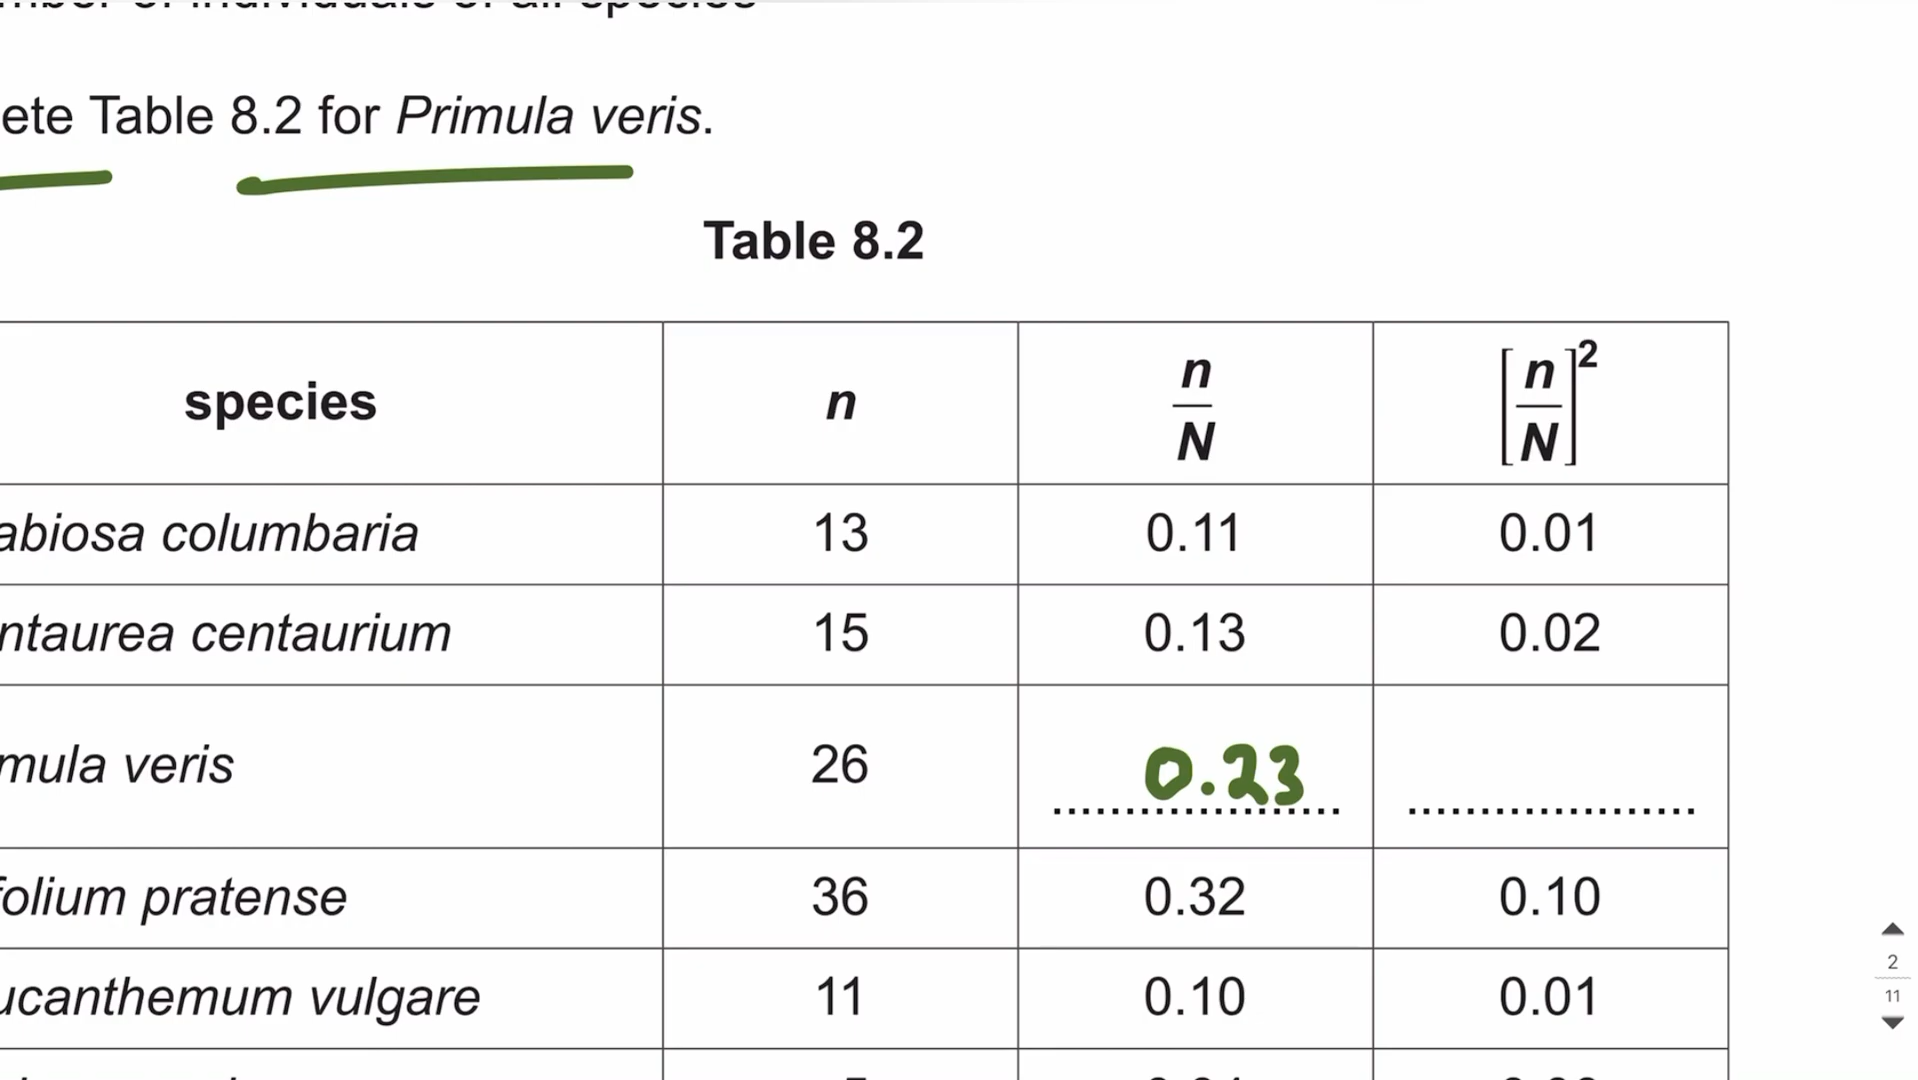 ete Table 8.2 for Primula veris.
Table 8.2
species n n/N [n/N]²
abiosa columbaria 13 0.11 0.01
ntaurea centaurium 15 0.13 0.02
mula veris 26 0.23 ....................
folium pratense 36 0.32 0.10
ucanthemum vulgare 11 0.10 0.01
2
11